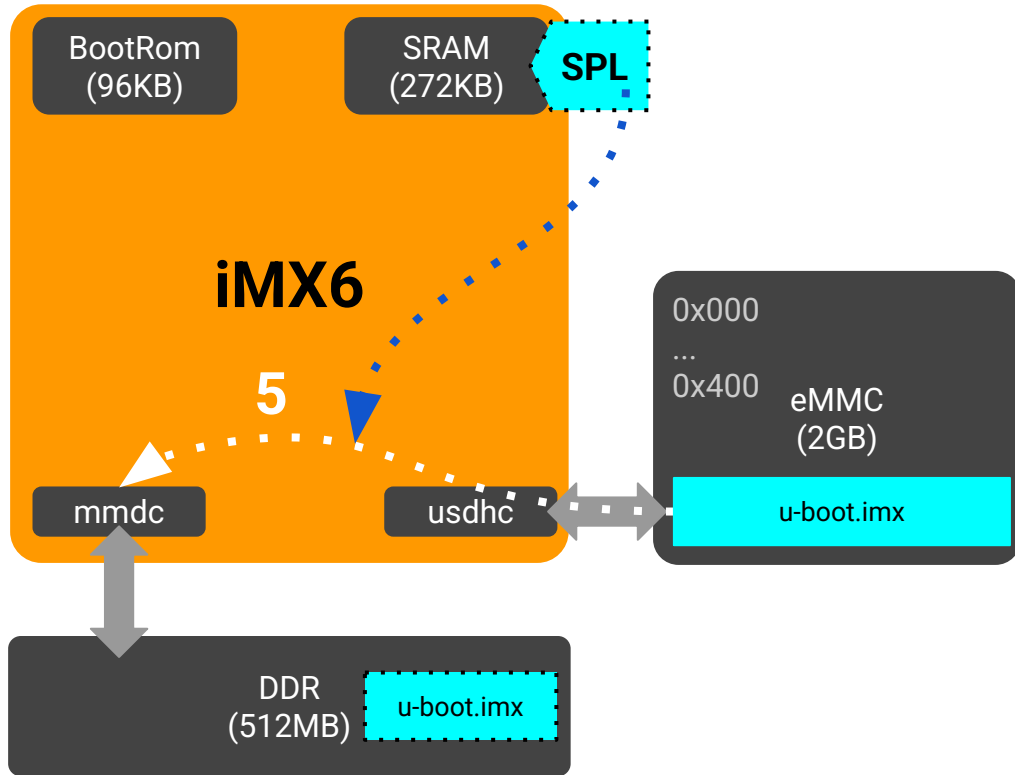 BootRom
(96KB)
SRAM
(272KB)
SPL
iMX6
5
mmdc
usdhc
0x000
...
0x400
eMMC
(2GB)
u-boot.imx
DDR
(512MB)
u-boot.imx